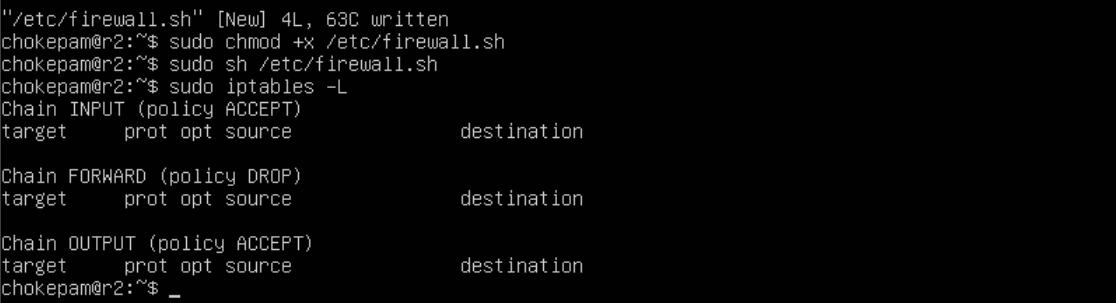 "/etc/firewall.sh" [New] 4L, 63C written
chokepam@r2:~$ sudo chmod +x /etc/firewall.sh
chokepam@r2:~$ sudo sh /etc/firewall.sh
chokepam@r2:~$ sudo iptables -L
Chain INPUT (policy ACCEPT)
target     prot opt source               destination
Chain FORWARD (policy DROP)
target     prot opt source               destination
Chain OUTPUT (policy ACCEPT)
target     prot opt source               destination
chokepam@r2:~$ _